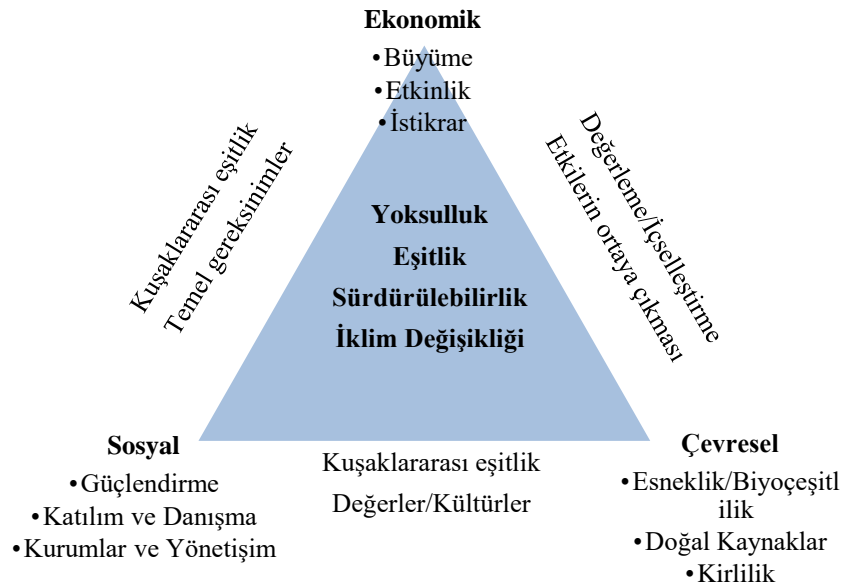 Ekonomik
•Büyüme
•Etkinlik
•İstikrar
Kuşaklararası eşitlik
Temel gereksinimler
Değerleme/İçselleştirme
Etkilerin ortaya çıkması
Yoksulluk
Eşitlik
Sürdürülebilirlik
İklim Değişikliği
Sosyal
•Güçlendirme
•Katılım ve Danışma
•Kurumlar ve Yönetişim
Kuşaklararası eşitlik
Değerler/Kültürler
Çevresel
•Esneklik/Biyoçeşitl
ilik
•Doğal Kaynaklar
•Kirlilik